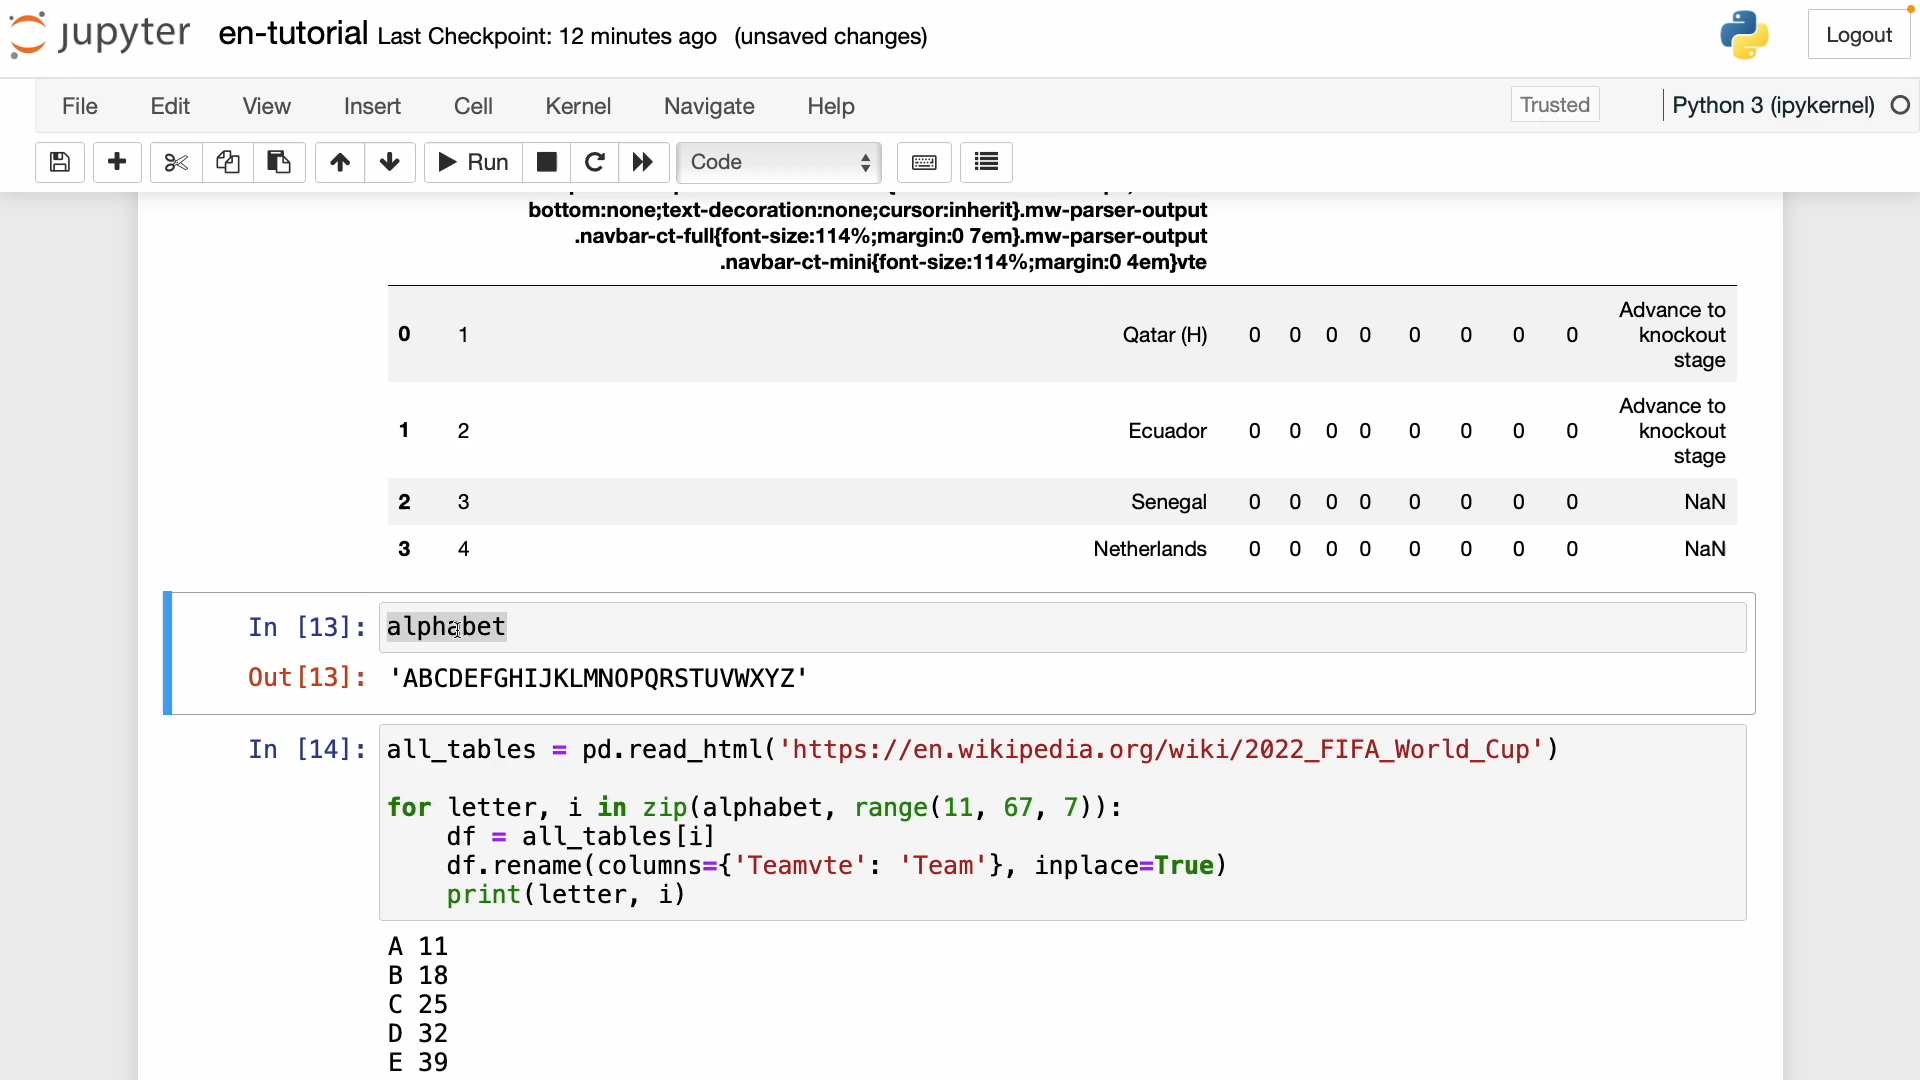 jupyter en-tutorial Last Checkpoint: 12 minutes ago (unsaved changes) Logout
File Edit View Insert Cell Kernel Navigate Help Trusted Python 3 (ipykernel)
Run Code
bottom:none;text-decoration:none;cursor:inherit}.mw-parser-output
.navbar-ct-full{font-size:114%;margin:0 7em}.mw-parser-output
.navbar-ct-mini{font-size:114%;margin:0 4em}vte
0 1 Qatar (H) 0 0 0 0 0 0 0 0 Advance to
knockout
stage
1 2 Ecuador 0 0 0 0 0 0 0 0 Advance to
knockout
stage
2 3 Senegal 0 0 0 0 0 0 0 0 NaN
3 4 Netherlands 0 0 0 0 0 0 0 0 NaN
In [13]: alphabet
Out[13]: 'ABCDEFGHIJKLMNOPQRSTUVWXYZ'
In [14]: all_tables = pd.read_html('https://en.wikipedia.org/wiki/2022_FIFA_World_Cup')
for letter, i in zip(alphabet, range(11, 67, 7)):
    df = all_tables[i]
    df.rename(columns={'Teamvte': 'Team'}, inplace=True)
    print(letter, i)
A 11
B 18
C 25
D 32
E 39